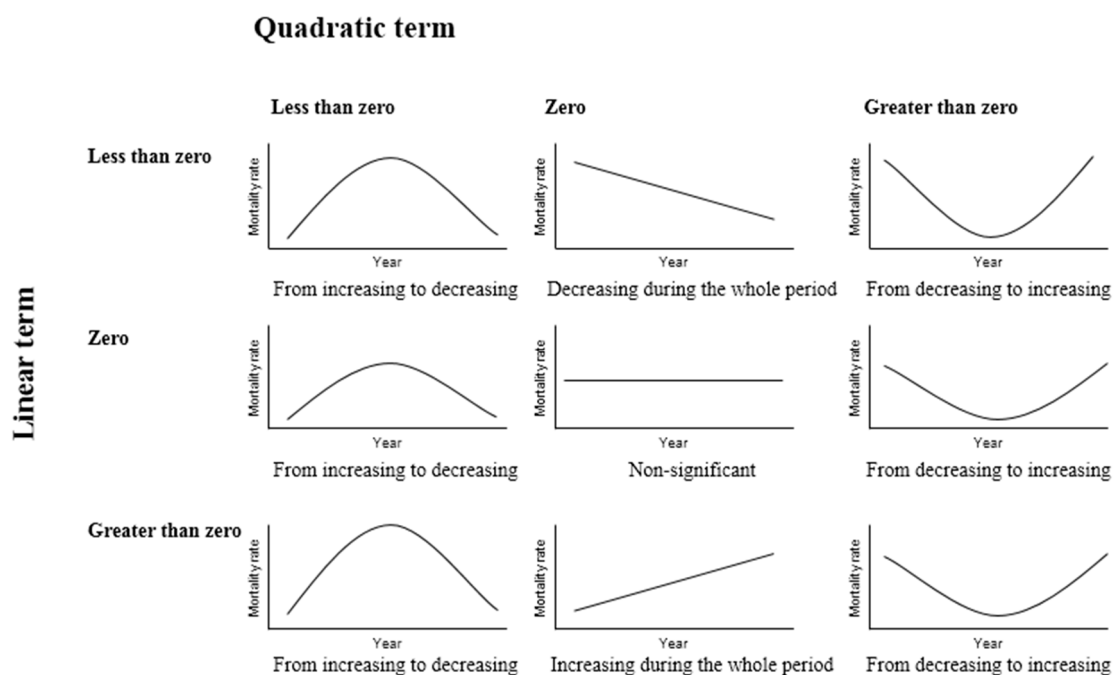 Quadratic term
Less than zero
Zero
Greater than zero
Linear term
Less than zero
Mortality rate
Year
From increasing to decreasing
Mortality rate
Year
Decreasing during the whole period
Mortality rate
Year
From decreasing to increasing
Zero
Mortality rate
Year
From increasing to decreasing
Mortality rate
Year
Non-significant
Mortality rate
Year
From decreasing to increasing
Greater than zero
Mortality rate
Year
From increasing to decreasing
Mortality rate
Year
Increasing during the whole period
Mortality rate
Year
From decreasing to increasing